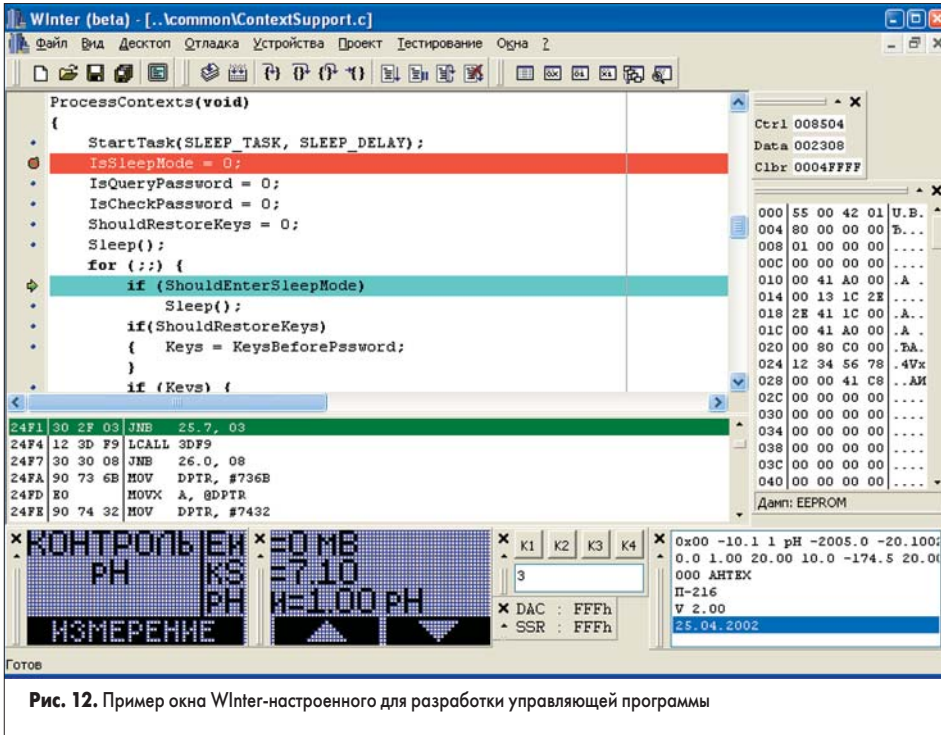 WInter (beta) - [..\common\ContextSupport.c]
Файл Вид Десктоп Отладка Устройства Проект Тестирование Окна ?
ProcessContexts(void)
{
StartTask(SLEEP_TASK, SLEEP_DELAY);
IsSleepMode = 0;
IsQueryPassword = 0;
IsCheckPassword = 0;
ShouldRestoreKeys = 0;
Sleep();
for (;;) {
if (ShouldEnterSleepMode)
Sleep();
if(ShouldRestoreKeys)
{ Keys = KeysBeforePssword;
}
if (Keys) {
Ctrl 008504
Data 002308
Clbr 0004FFFF
000 55 00 42 01 U.B.
004 80 00 00 00 Ђ...
008 01 00 00 00 ....
00C 00 00 00 00 ....
010 00 41 A0 00 .A .
014 00 13 1C 2E ....
018 2E 41 1C 00 .A..
01C 00 41 A0 00 .A .
020 00 80 C0 00 .ЂА.
024 12 34 56 78 .4Vx
028 00 00 41 C8 ..AИ
02C 00 00 00 00 ....
030 00 00 00 00 ....
034 00 00 00 00 ....
038 00 00 00 00 ....
03C 00 00 00 00 ....
040 00 00 00 00 ....
Дамп: EEPROM
24F1 30 2F 03 JNB 25.7, 03
24F4 12 3D F9 LCALL 3DF9
24F7 30 30 08 JNB 26.0, 08
24FA 90 73 6B MOV DPTR, #736B
24FD E0 MOVX A, @DPTR
24FE 90 74 32 MOV DPTR, #7432
КОНТРОЛЬ
pH
ИЗМЕРЕНИЕ
Eи =0 MB
KS =7.10
PH и=1.00 PH
K1 K2 K3 K4
3
DAC : FFFh
SSR : FFFh
0x00 -10.1 1 pH -2005.0 -20.1002
0.0 1.00 20.00 10.0 -174.5 20.00
ООО АНТЕХ
П-216
V 2.00
25.04.2002
Готов
Рис. 12. Пример окна WInter-настроенного для разработки управляющей программы